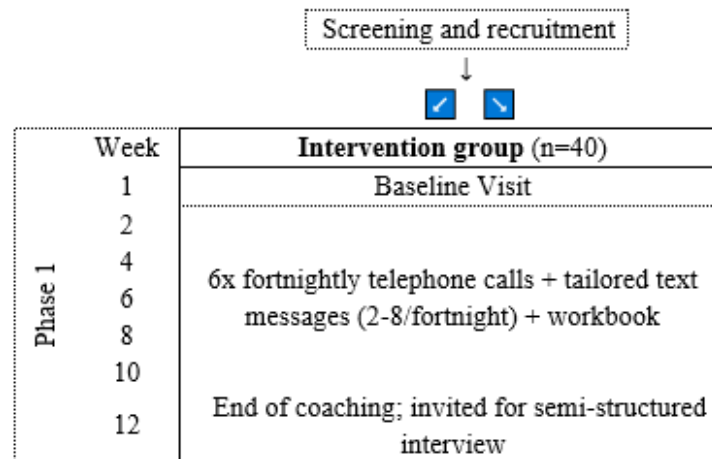 Screening and recruitment
↓
↙ ↘
Week
Intervention group (n=40)
1
Baseline Visit
2
4
6
8
10
6x fortnightly telephone calls + tailored text
messages (2-8/fortnight) + workbook
12
End of coaching; invited for semi-structured
interview
Phase 1